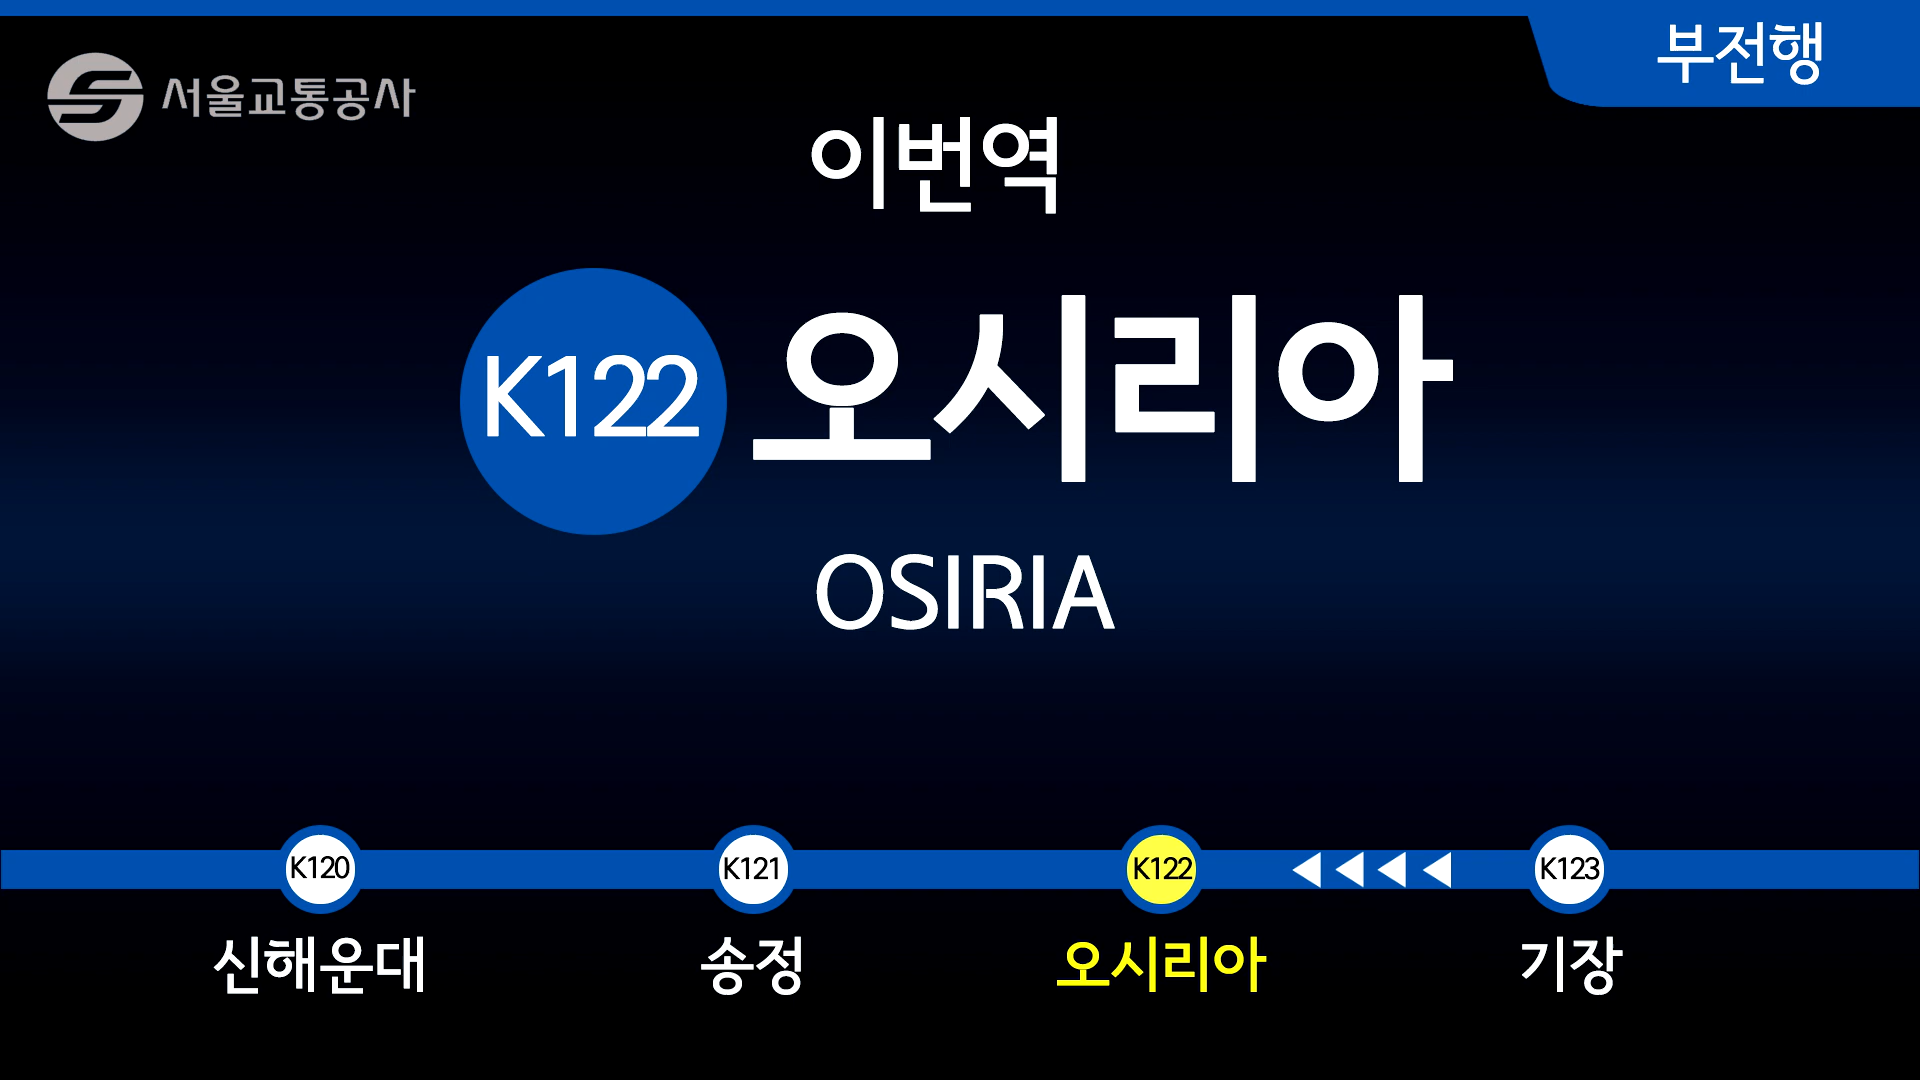 서울교통공사
부전행
이번역
K122 오시리아
OSIRIA
K120 K121 K122 K123
신해운대 송정 오시리아 기장